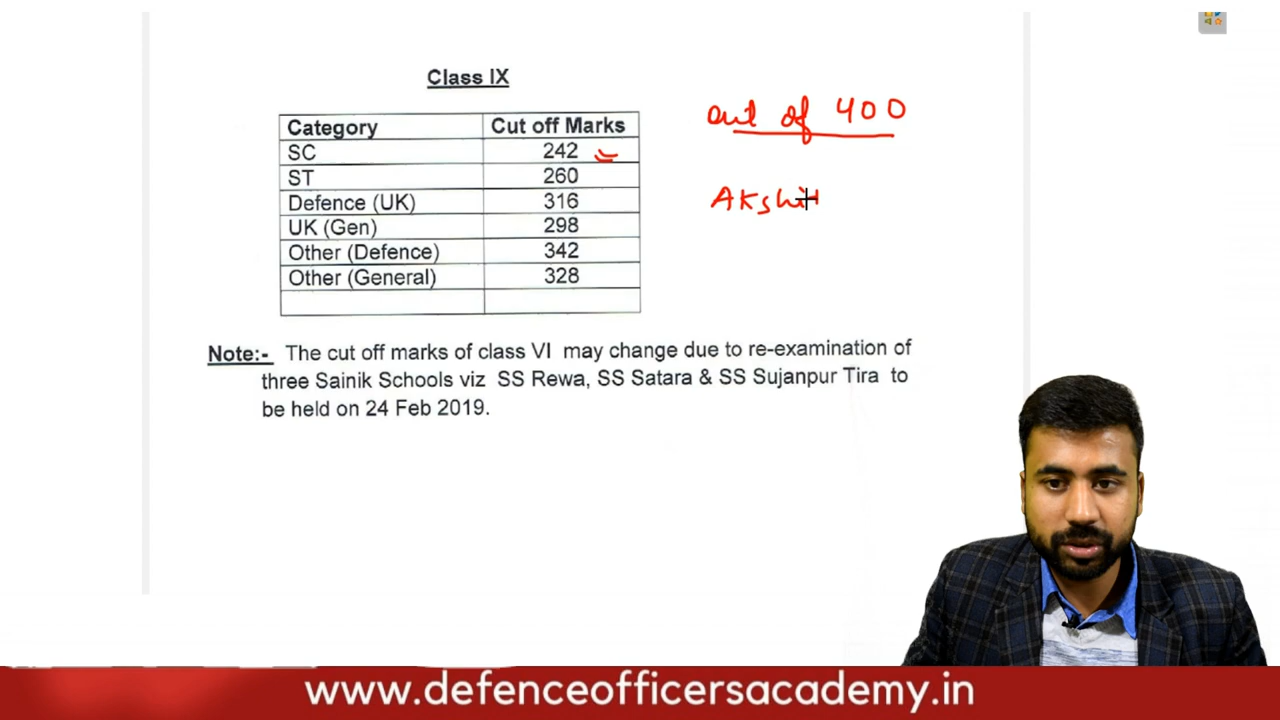 Class IX
Category Cut off Marks
SC 242
ST 260
Defence (UK) 316
UK (Gen) 298
Other (Defence) 342
Other (General) 328
out of 400
Note:- The cut off marks of class VI may change due to re-examination of
three Sainik Schools viz SS Rewa, SS Satara & SS Sujanpur Tira to
be held on 24 Feb 2019.
www.defenceofficersacademy.in